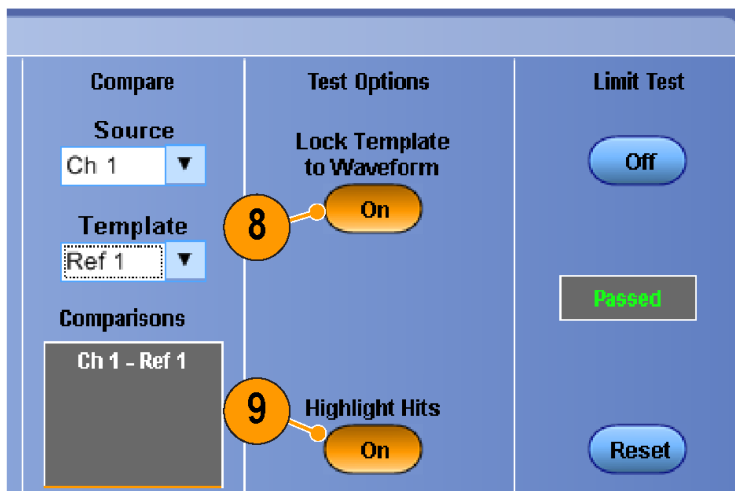 Compare
Source
Ch 1
Template
Ref 1
Comparisons
Ch 1 - Ref 1
Test Options
Lock Template
to Waveform
8
On
9
Highlight Hits
On
Limit Test
Off
Passed
Reset